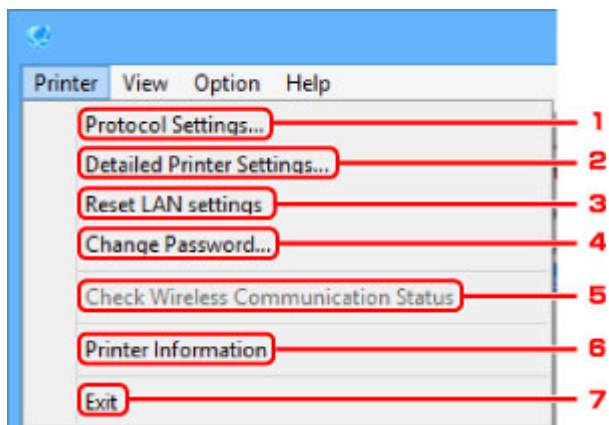 Printer View Option Help
Protocol Settings... 1
Detailed Printer Settings... 2
Reset LAN settings 3
Change Password... 4
Check Wireless Communication Status 5
Printer Information 6
Exit 7